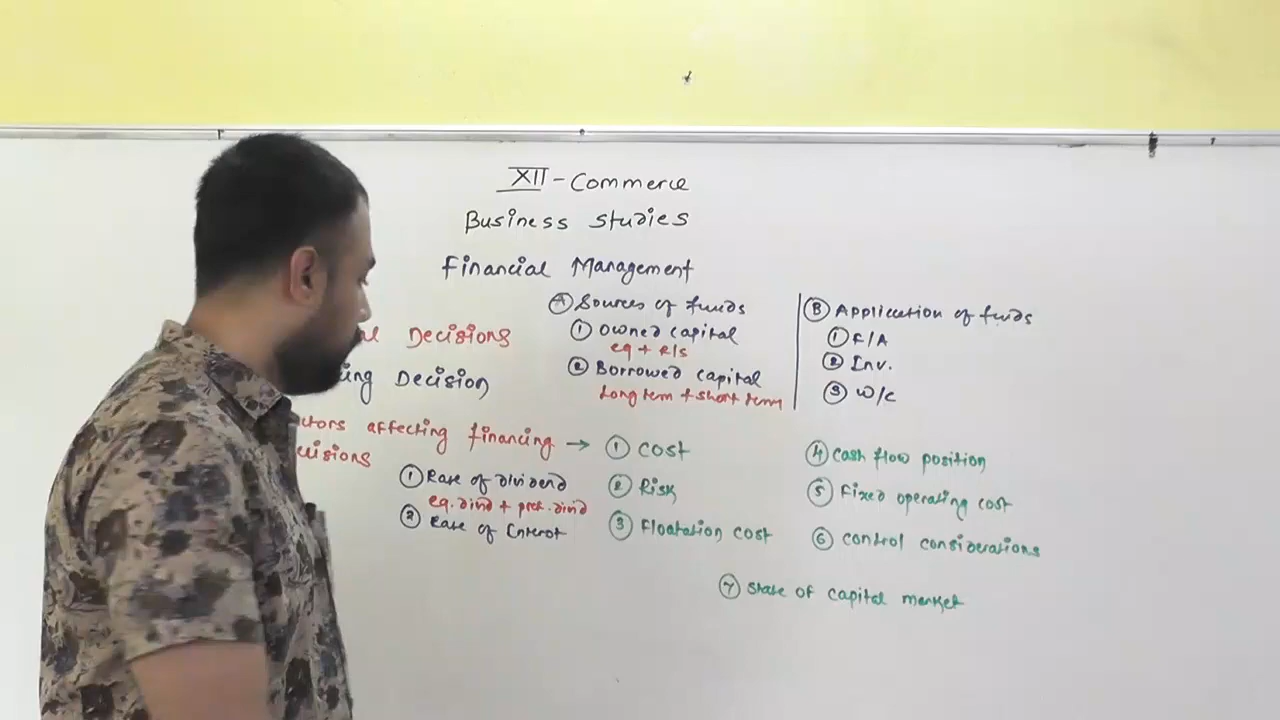 XII - Commerce
Business Studies
Financial Management
Ⓐ Sources of funds
① Owned capital
eq + R/S
② Borrowed capital
Long term + short term
Ⓑ Application of funds
① F/A
② Inv.
③ W/C
Decisions
Decision
affecting financing →
① Rate of dividend
eq. divd + pref. divd
② Rate of Interest
① Cost
② Risk
③ Floatation cost
④ Cash flow position
⑤ Fixed operating cost
⑥ Control considerations
⑦ State of capital market